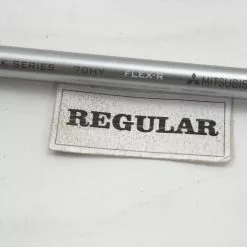 K SERIES 70HY FLEX-R MITSUBIS
REGULAR